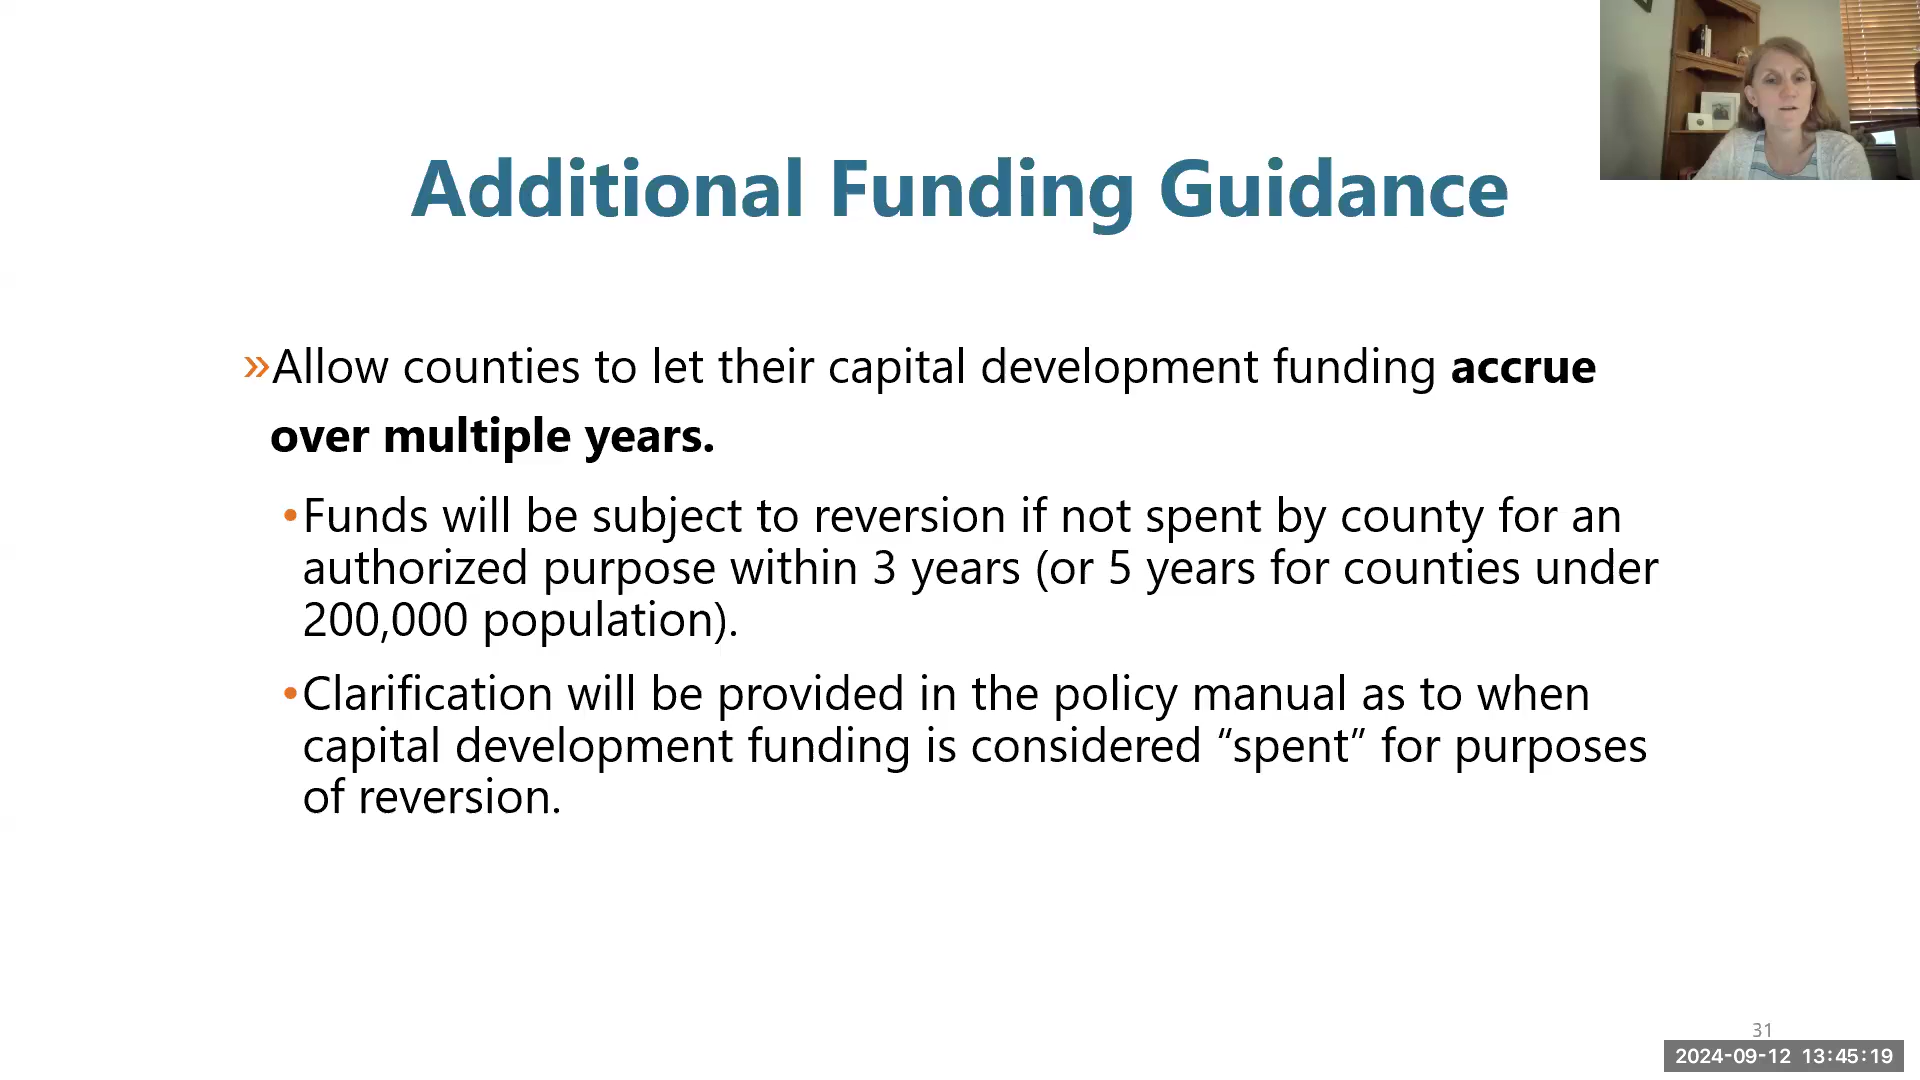 Additional Funding Guidance
»Allow counties to let their capital development funding accrue
over multiple years.
•Funds will be subject to reversion if not spent by county for an
authorized purpose within 3 years (or 5 years for counties under
200,000 population).
•Clarification will be provided in the policy manual as to when
capital development funding is considered “spent” for purposes
of reversion.
31
2024-09-12 13:45:19